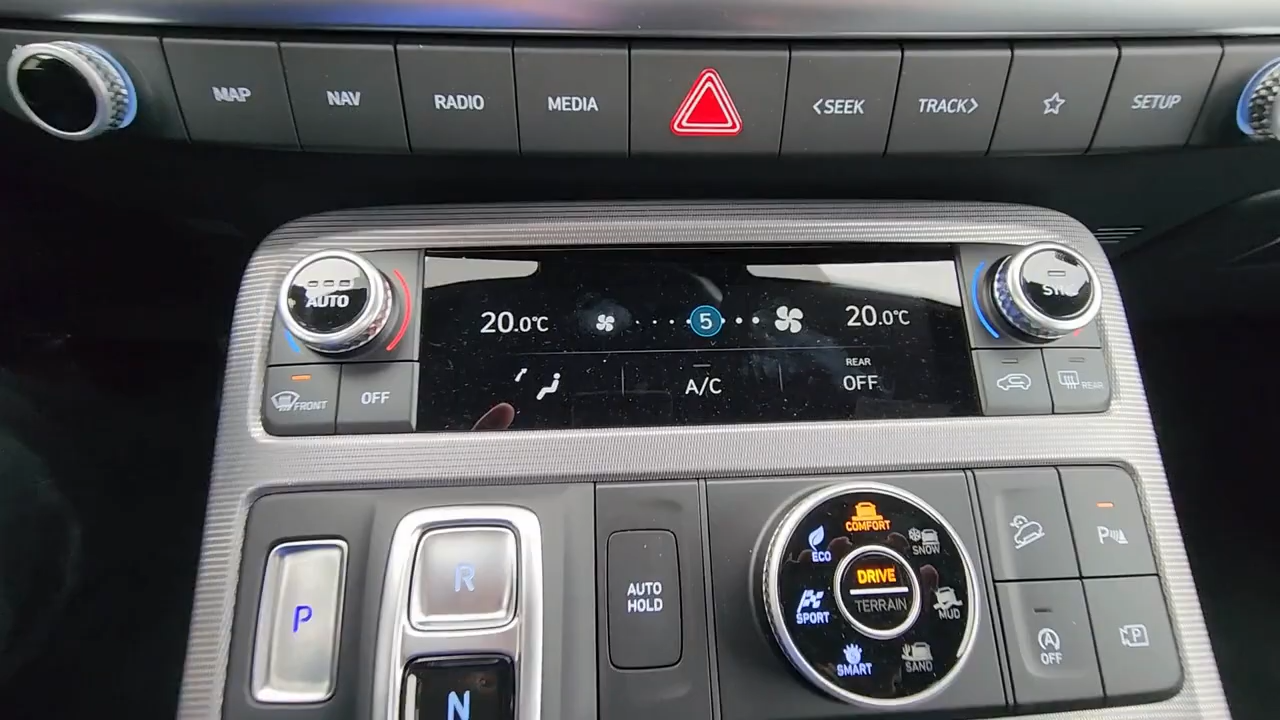 MAP
NAV
RADIO
MEDIA
<SEEK
TRACK>
SETUP
AUTO
20.0°C
5
20.0°C
A/C
REAR
OFF
FRONT
OFF
REAR
P
R
N
AUTO
HOLD
COMFORT
ECO
SNOW
DRIVE
TERRAIN
SPORT
MUD
SMART
SAND
P
A
OFF
P